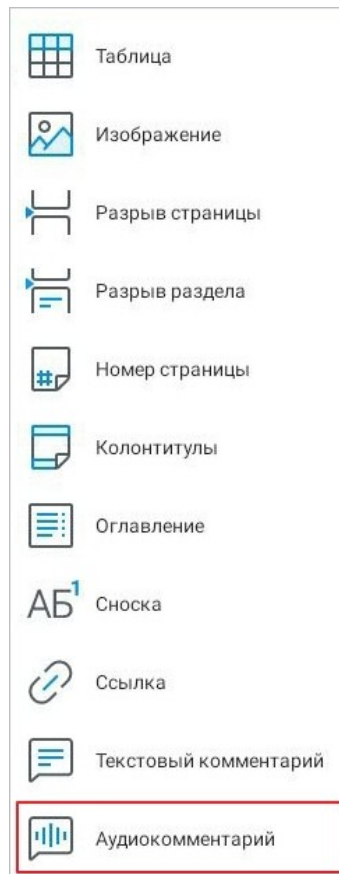 Таблица
Изображение
Разрыв страницы
Разрыв раздела
#
Номер страницы
Колонтитулы
Оглавление
АБ1 Сноска
Ссылка
Текстовый комментарий
Аудиокомментарий